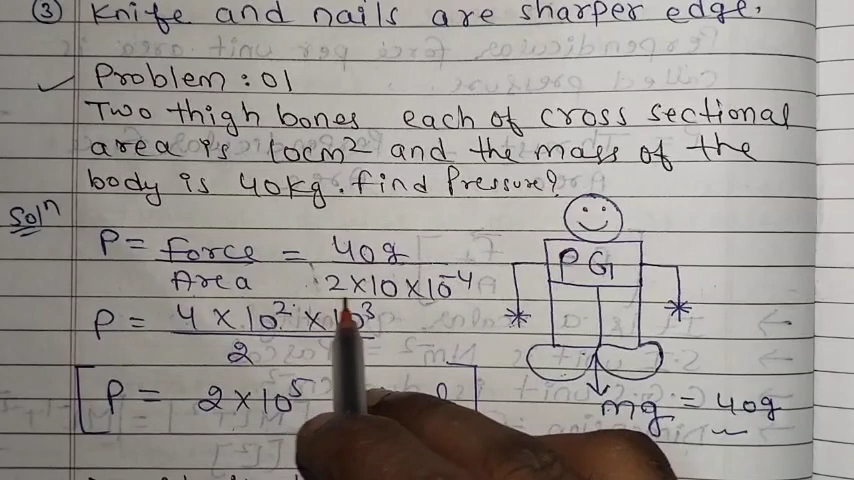 ③ Knife and nails are sharper edge.
Problem: 01
Two thigh bones each of cross sectional
area is 10cm² and the mass of the
body is 40kg. find Pressure?
Solⁿ
P = Force = 40g
Area 2×10×10⁻⁴
P = 4 × 10² × 10³
2
P = 2×10⁵
PG
mg = 40g